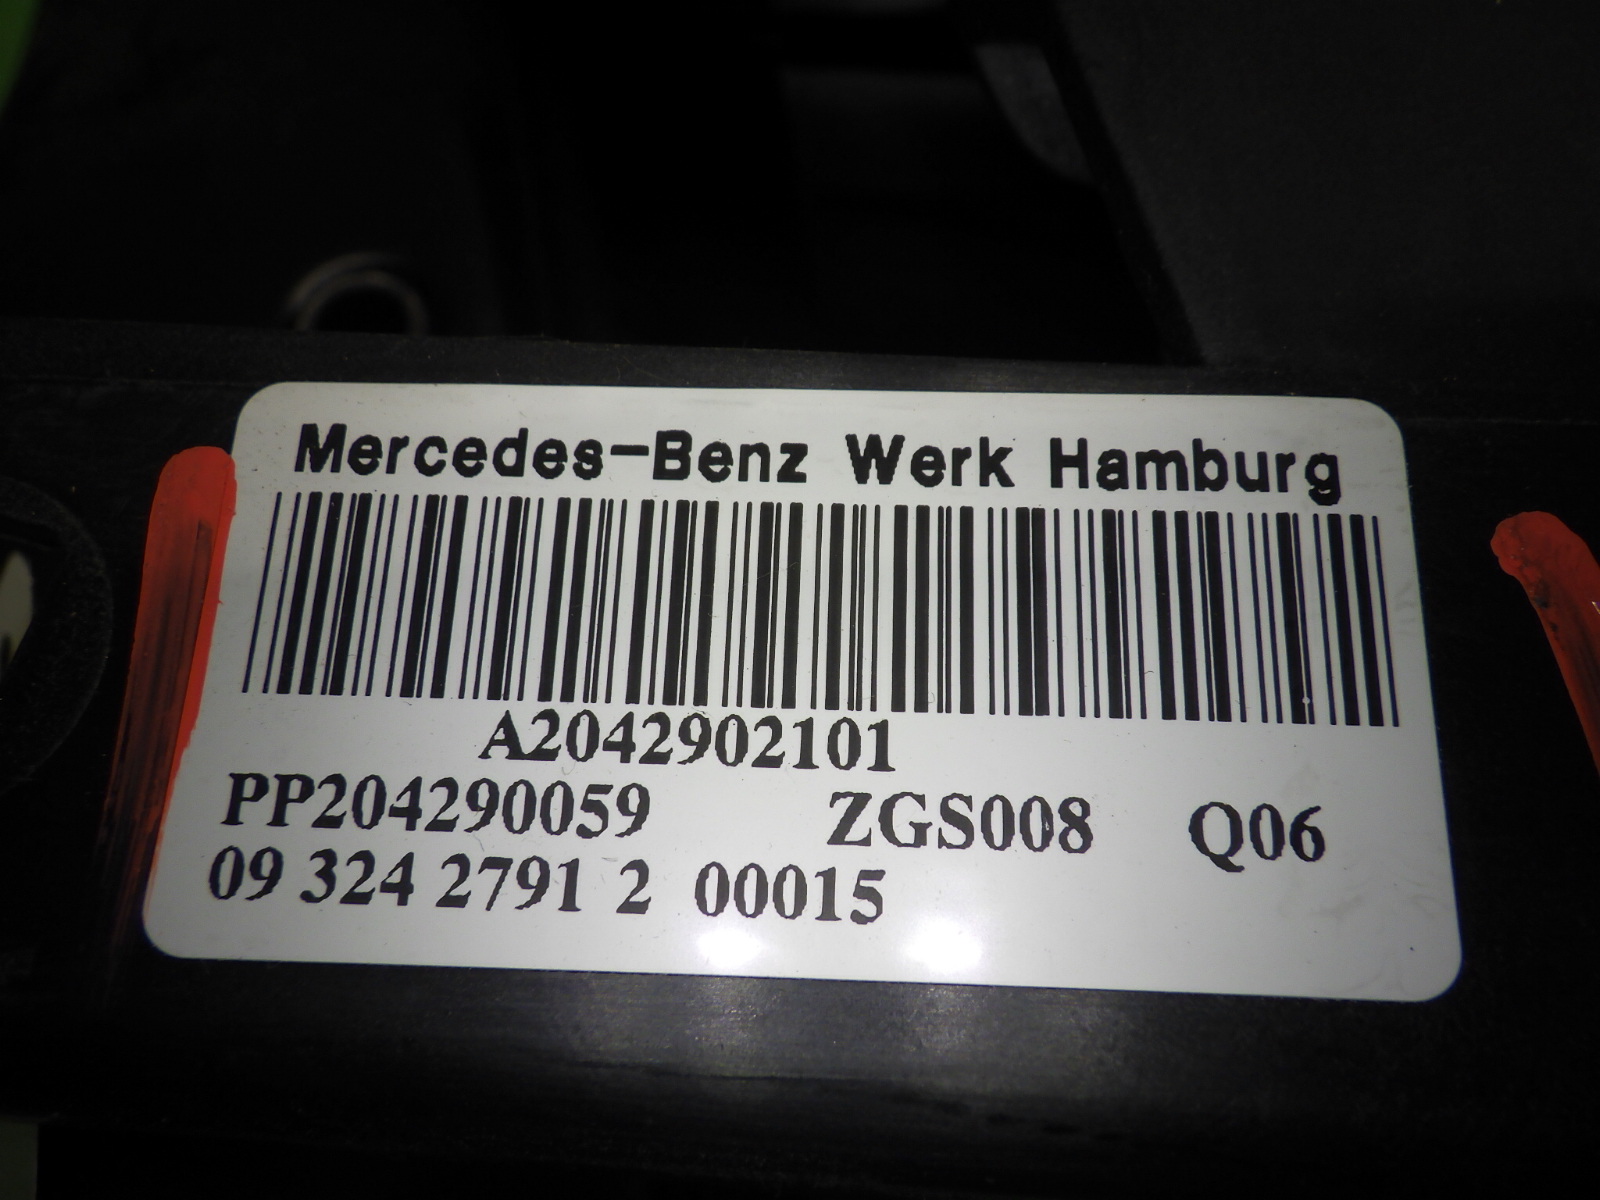 Mercedes-Benz Werk Hamburg
A2042902101
PP204290059 ZGS008 Q06
09 324 2791 2 00015